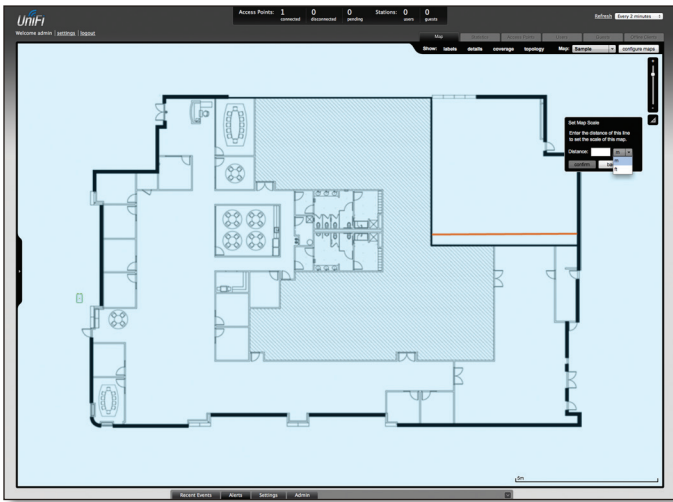 UniFi
Access Points: 1 connected 0 disconnected 0 pending Stations: 0 users 0 guests
Refresh Every 2 minutes
Welcome admin | settings | logout
Map
Show: labels details coverage topology Map: Sample configure maps
Set Map Scale
Enter the distance of this line
to set the scale of this map.
Distance: m
m
ft
confirm
5m
Recent Events Alerts Settings Admin